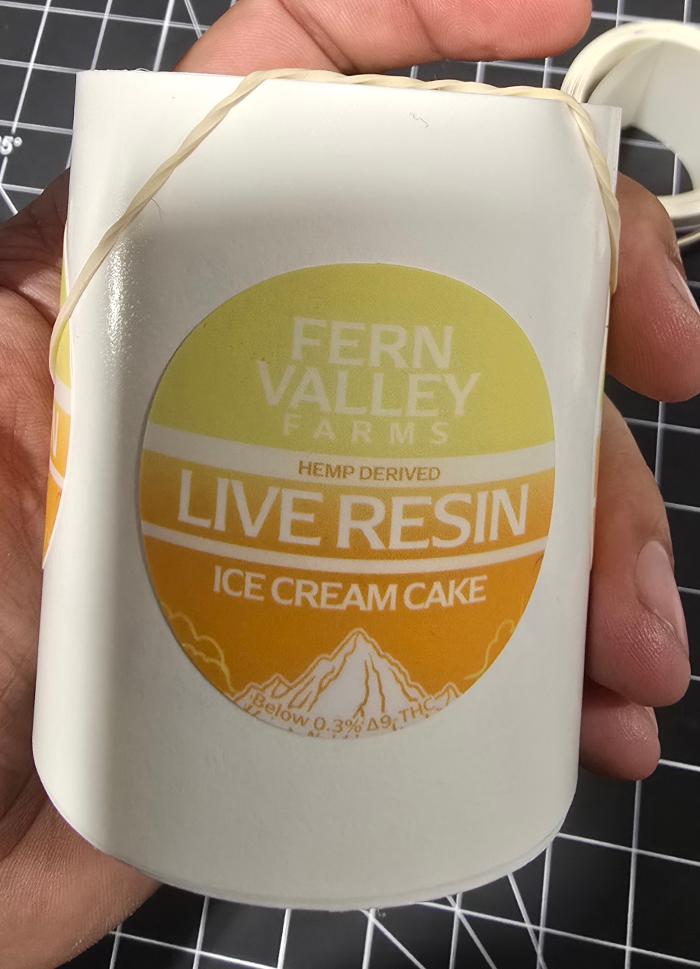 FERN
VALLEY
FARMS
HEMP DERIVED
LIVE RESIN
ICE CREAM CAKE
Below 0.3% Δ9-THC